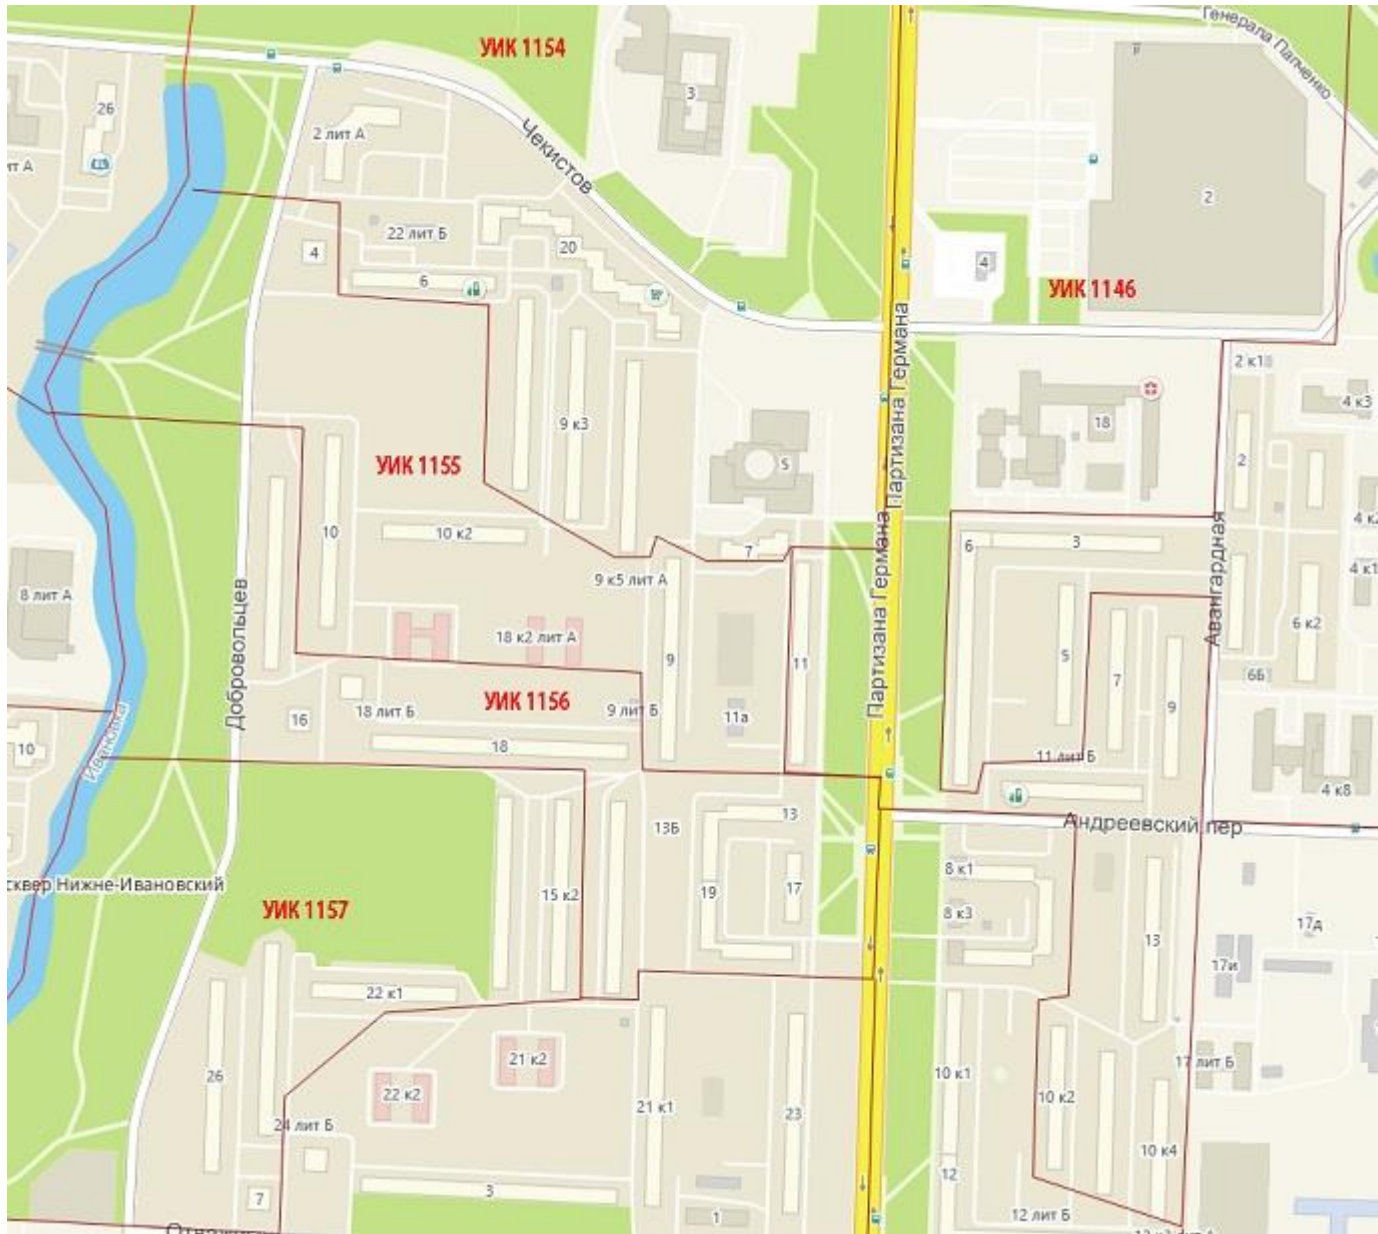 Генерала Папченко
УИК 1154
26
3
2 лит А
Чекистов
ит А
2
22 лит Б
20
4
4
6
УИК 1146
Партизана Германа
2 к1
4 к3
9 к3
18
УИК 1155
5
2
10
10 к2
Партизана Германа
6
3
7
4 к2
Авангардная
9 к5 лит А
4 к1
8 лит А
Добровольцев
18 к2 лит А
6 к2
9
11
5
7
9
6Б
УИК 1156
9 лит Б
11а
16
18 лит Б
18
10
Ивановка
11 лит Б
4 к8
13Б
13
Андреевский пер
8 к1
сквер Нижне-Ивановский
15 к2
19
17
УИК 1157
8 к3
13
17д
17и
22 к1
21 к2
17 лит Б
26
22 к2
21 к1
23
10 к1
10 к2
24 лит Б
10 к4
3
12
7
1
12 лит Б